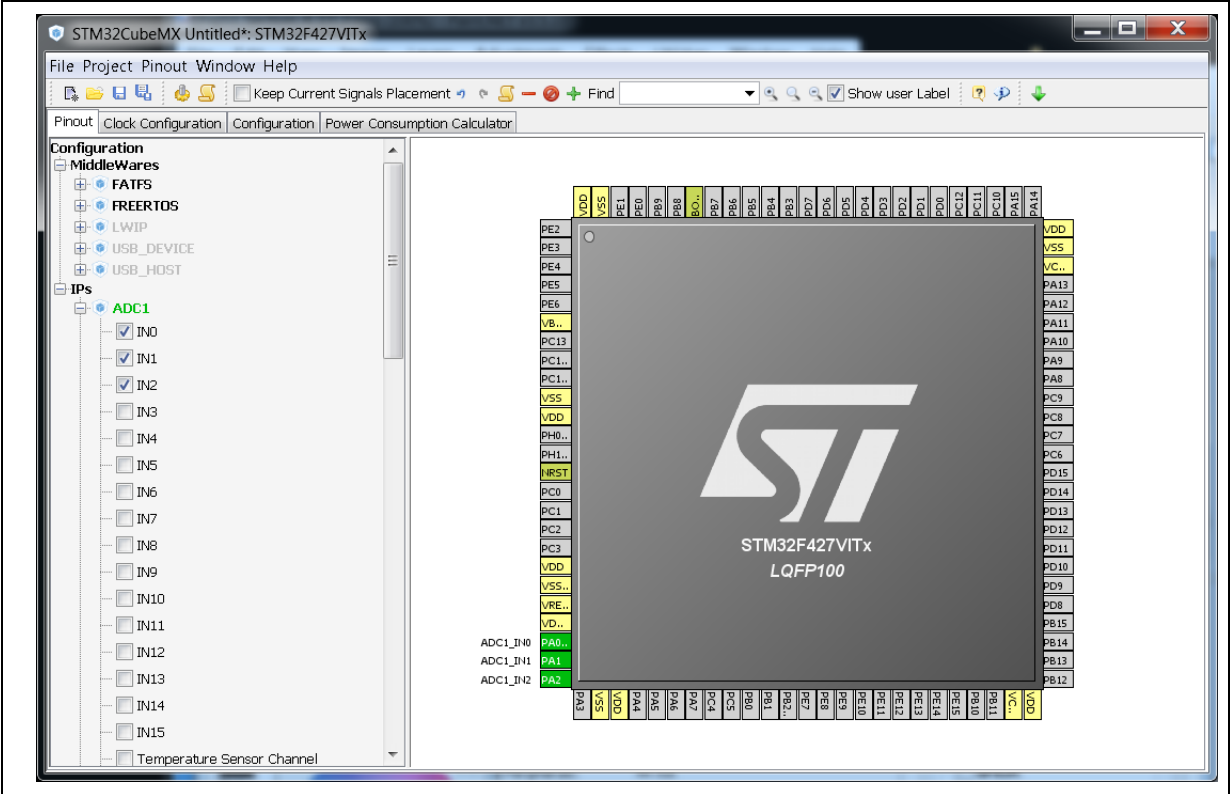 STM32CubeMX Untitled*: STM32F427VITx
File Project Pinout Window Help
Keep Current Signals Placement Find Show user Label
Pinout Clock Configuration Configuration Power Consumption Calculator
Configuration
MiddleWares
FATFS
FREERTOS
LWIP
USB_DEVICE
USB_HOST
IPs
ADC1
IN0
IN1
IN2
IN3
IN4
IN5
IN6
IN7
IN8
IN9
IN10
IN11
IN12
IN13
IN14
IN15
Temperature Sensor Channel
VDD VSS PE1 PE0 PB9 PB8 BO.. PB7 PB6 PB5 PB4 PB3 PD7 PD6 PD5 PD4 PD3 PD2 PD1 PD0 PC12 PC11 PC10 PA15 PA14
PE2
PE3
PE4
PE5
PE6
VB..
PC13
PC1..
PC1..
VSS
VDD
PH0..
PH1..
NRST
PC0
PC1
PC2
PC3
VDD
VSS..
VRE..
VD..
ADC1_IN0 PA0..
ADC1_IN1 PA1
ADC1_IN2 PA2
ST
STM32F427VITx
LQFP100
VDD
VSS
VC..
PA13
PA12
PA11
PA10
PA9
PA8
PC9
PC8
PC7
PC6
PD15
PD14
PD13
PD12
PD11
PD10
PD9
PD8
PB15
PB14
PB13
PB12
PA3 VSS VDD PA4 PA5 PA6 PA7 PC4 PC5 PB0 PB1 PB2.. PE7 PE8 PE9 PE10 PE11 PE12 PE13 PE14 PE15 PB10 PB11 VC.. VDD